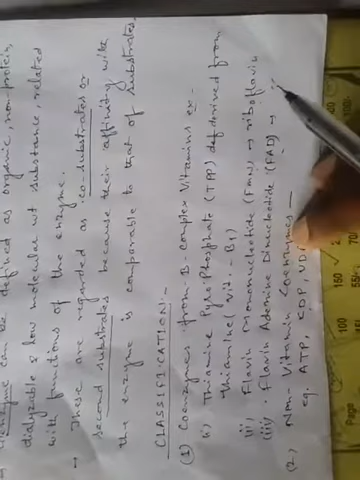 → Coenzyme can be defined as organic, non-protein,
dialyzable & low molecular wt substance, related
with functions of the enzyme.
→ These are regarded as co-substrates or
second substrates because their affinity with
the enzyme is comparable to that of substrates.
CLASSIFICATION:-
(1) Coenzymes from B-complex vitamins ex-
(i) Thiamine Pyro Phosphate (TPP) defderived from
Thiamine (vit.-B1)
ii) Flavin mononucleotide (FMN) → riboflavin
(iii) Flavin Adenine Dinucleotide (FAD) →
(2.) Non-Vitamin Coenzymes—
eg. ATP, CDP, UDP